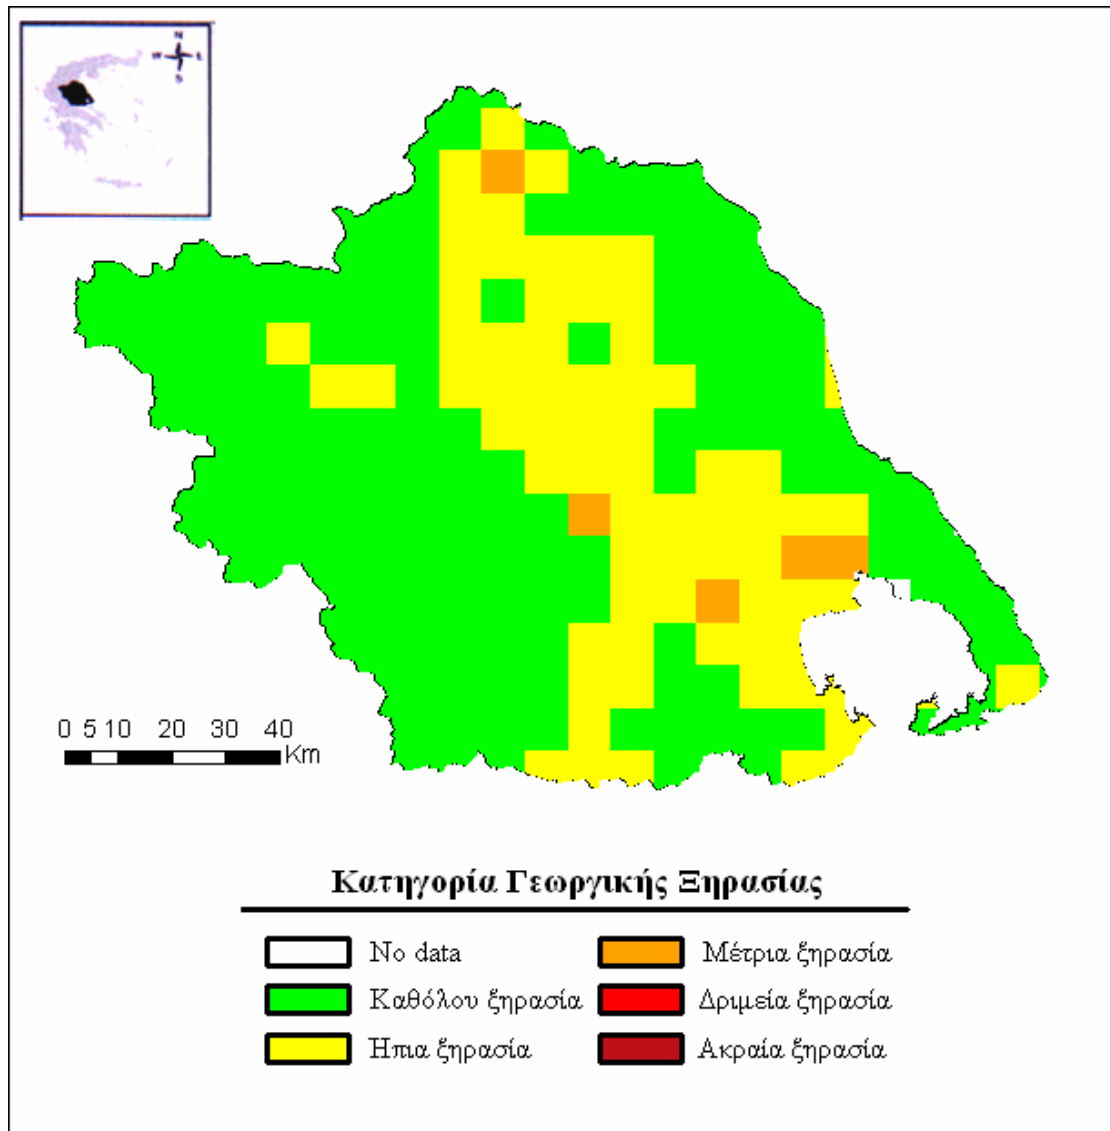 N
W E
S
0 5 10 20 30 40
Km
Κατηγορία Γεωργικής Ξηρασίας
No data
Καθόλου ξηρασία
Ηπια ξηρασία
Μέτρια ξηρασία
Δριμεία ξηρασία
Ακραία ξηρασία